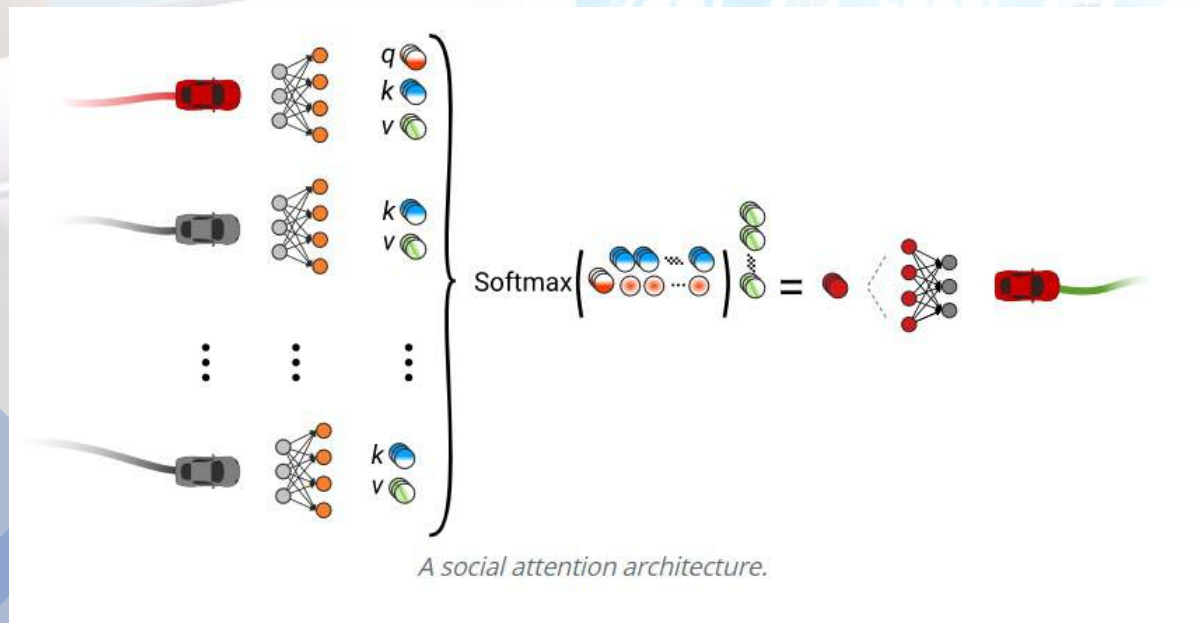 q
k
v
k
v
Softmax( ... ) =
k
v
A social attention architecture.